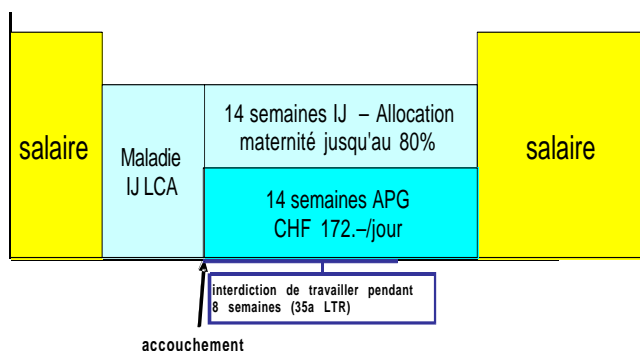 salaire
Maladie
IJ LCA
14 semaines IJ – Allocation
maternité jusqu'au 80%
14 semaines APG
CHF 172.–/jour
salaire
interdiction de travailler pendant
8 semaines (35a LTR)
accouchement